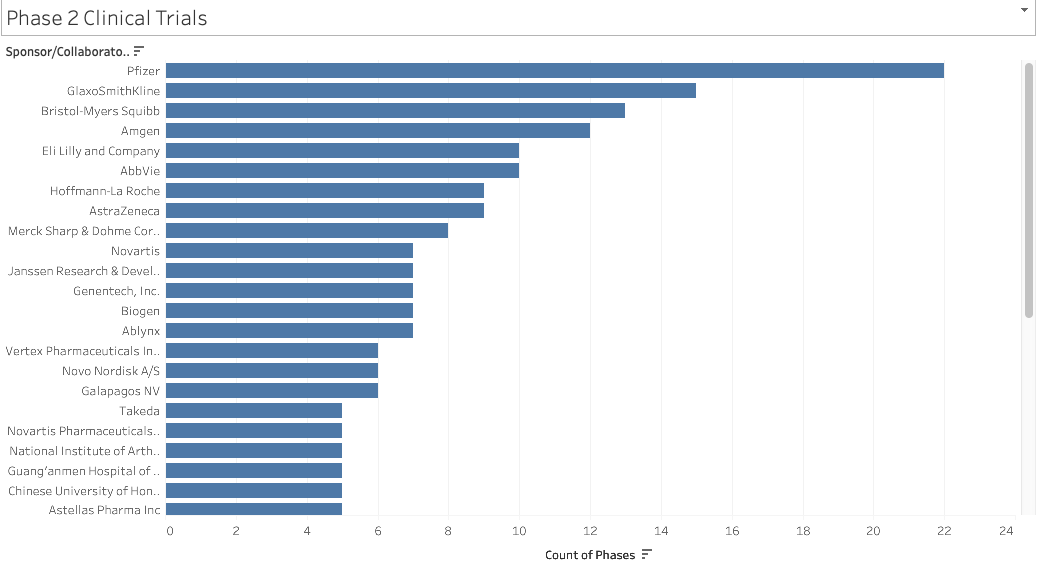 Phase 2 Clinical Trials
Sponsor/Collaborato..
Pfizer
GlaxoSmithKline
Bristol-Myers Squibb
Amgen
Eli Lilly and Company
AbbVie
Hoffmann-La Roche
AstraZeneca
Merck Sharp & Dohme Cor..
Novartis
Janssen Research & Devel..
Genentech, Inc.
Biogen
Ablynx
Vertex Pharmaceuticals In..
Novo Nordisk A/S
Galapagos NV
Takeda
Novartis Pharmaceuticals..
National Institute of Arth..
Guang'anmen Hospital of ..
Chinese University of Hon..
Astellas Pharma Inc
0 2 4 6 8 10 12 14 16 18 20 22 24
Count of Phases